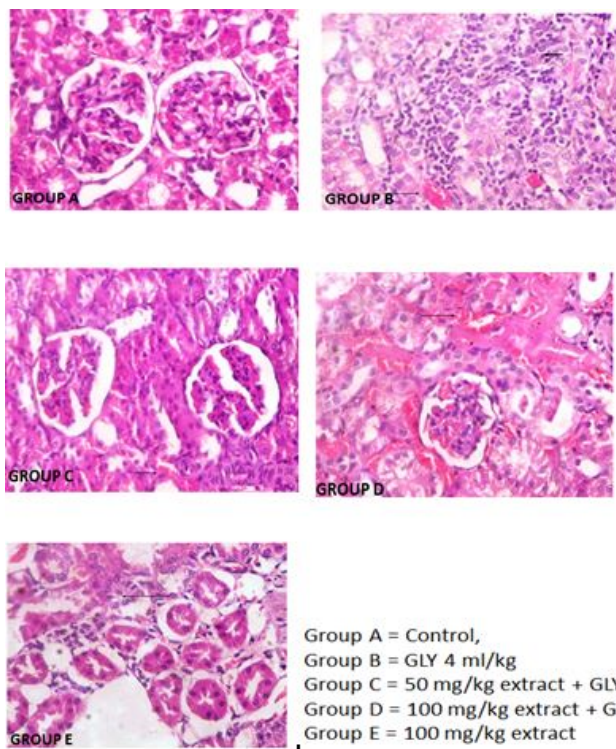 GROUP A
GROUP B
GROUP C
GROUP D
GROUP E
Group A = Control,
Group B = GLY 4 ml/kg
Group C = 50 mg/kg extract + GLY
Group D = 100 mg/kg extract + G
Group E = 100 mg/kg extract